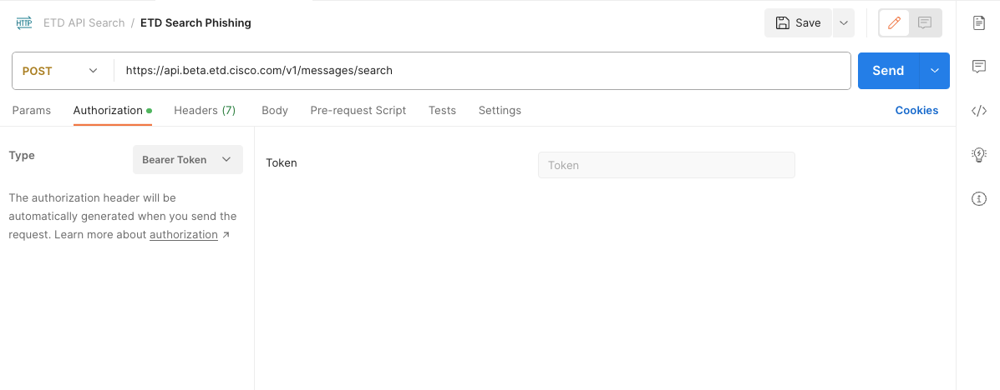 HTTP ETD API Search / ETD Search Phishing Save
POST https://api.beta.etd.cisco.com/v1/messages/search Send
Params Authorization Headers (7) Body Pre-request Script Tests Settings Cookies
Type Bearer Token
The authorization header will be
automatically generated when you send the
request. Learn more about authorization ↗
Token Token